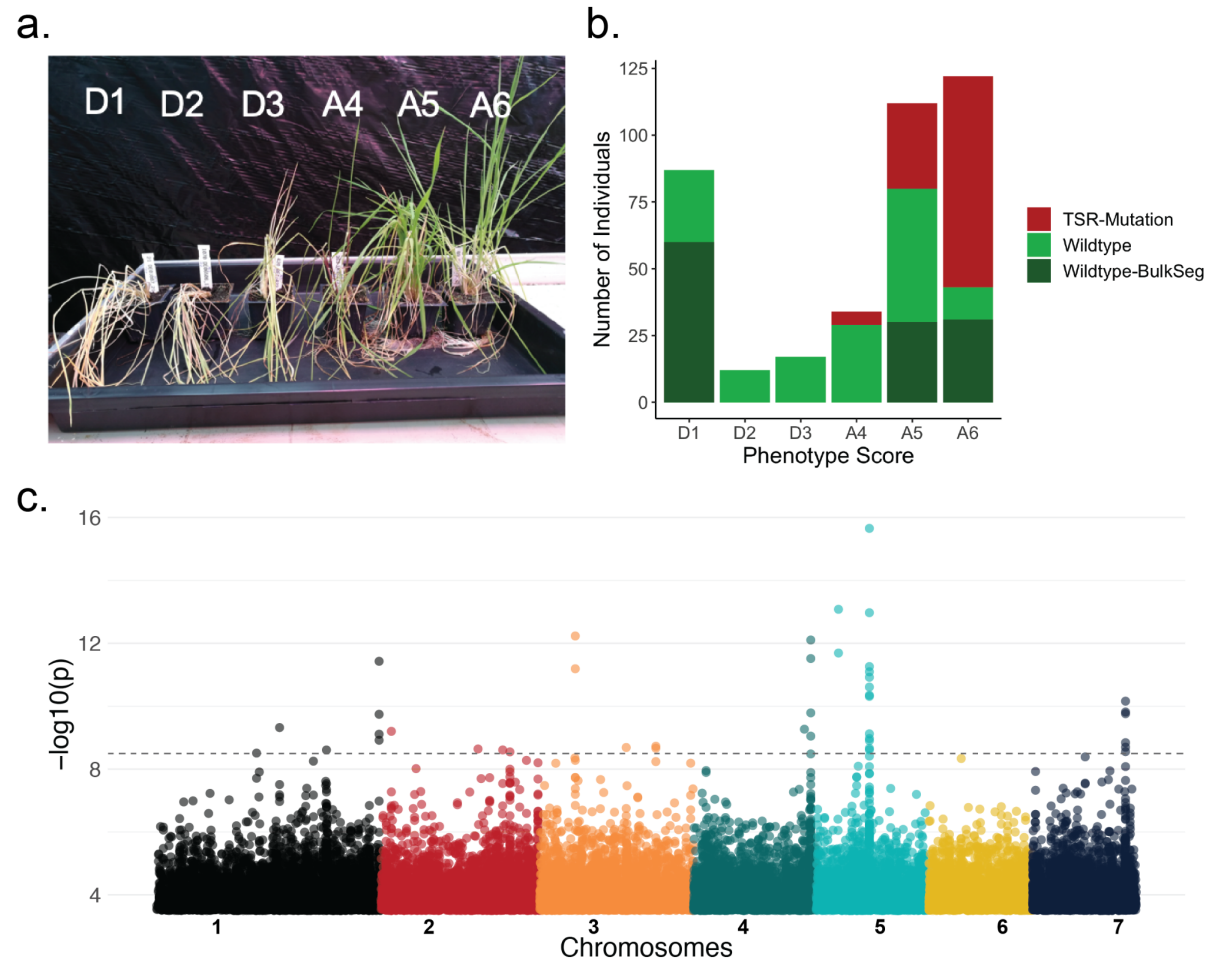 a.
D1 D2 D3 A4 A5 A6
b.
125
100
75
50
25
0
Number of Individuals
D1 D2 D3 A4 A5 A6
Phenotype Score
TSR-Mutation
Wildtype
Wildtype-BulkSeg
c.
16
12
8
4
−log10(p)
1 2 3 4 5 6 7
Chromosomes